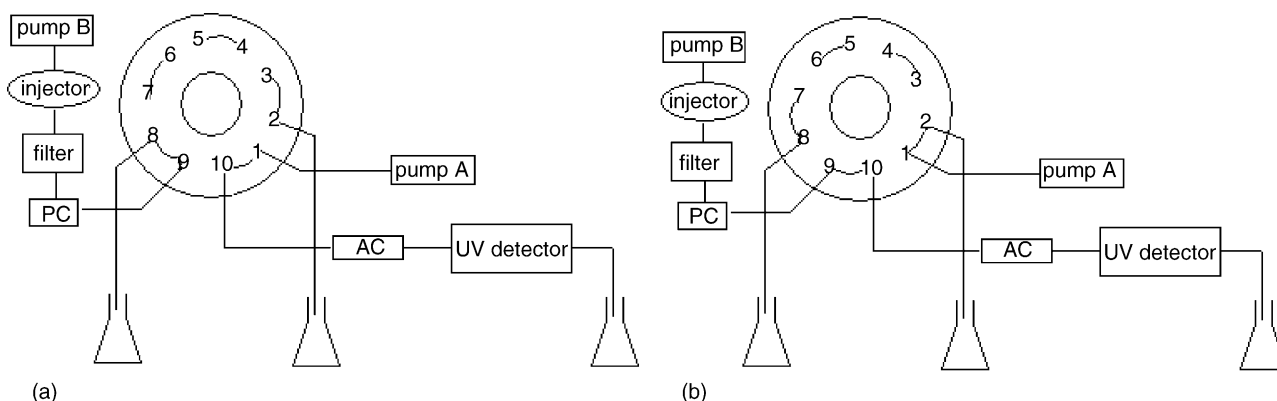 pump B
injector
filter
PC
5
4
6
3
7
2
8
9
10
1
pump A
AC
UV detector
(a)
pump B
injector
filter
PC
5
4
6
3
7
2
8
1
9
10
pump A
AC
UV detector
(b)